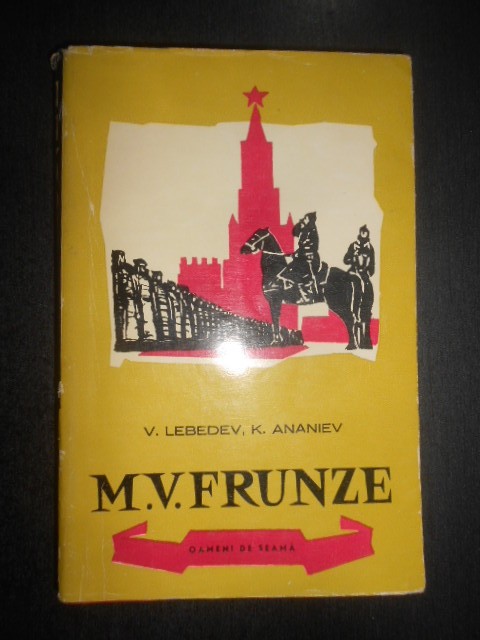 V. LEBEDEV, K. ANANIEV
M.V. FRUNZE
OAMENI DE SEAMĂ